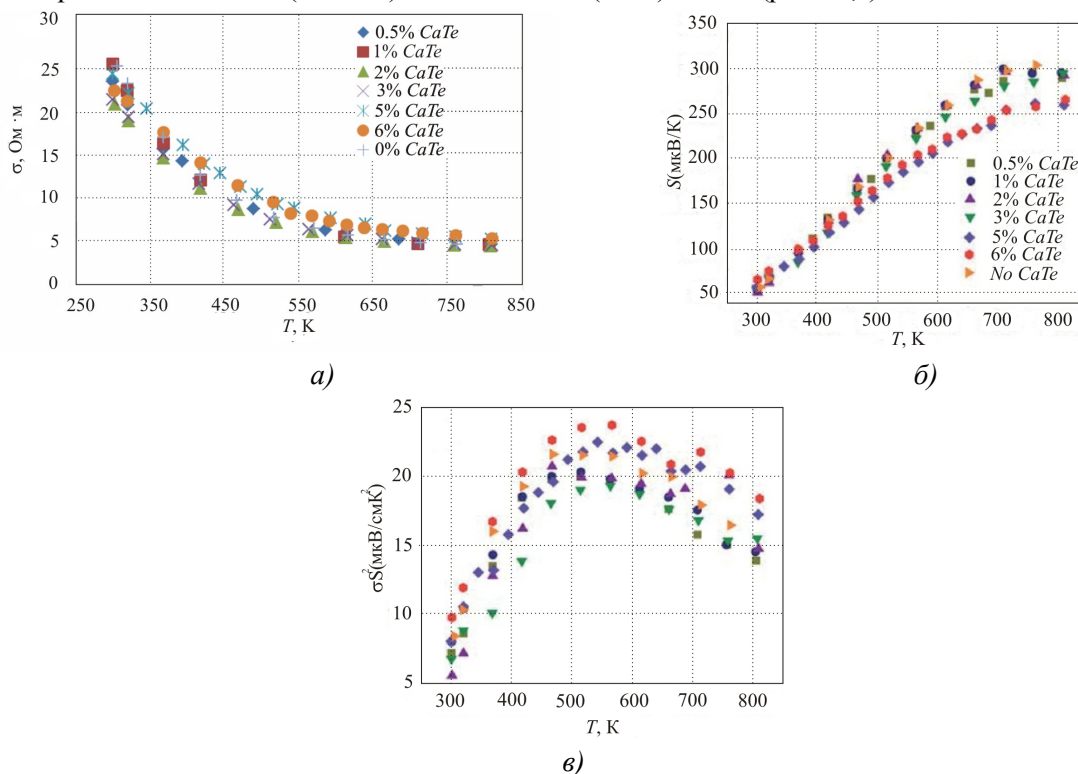 30
25
20
15
10
5
0
σ, Ом ·м
250 350 450 550 650 750 850
T, K
0.5% CaTe
1% CaTe
2% CaTe
3% CaTe
5% CaTe
6% CaTe
0% CaTe
а)
350
300
250
200
150
100
50
S(мкВ/К)
300 400 500 600 700 800
T, K
0.5% CaTe
1% CaTe
2% CaTe
3% CaTe
5% CaTe
6% CaTe
No CaTe
б)
25
20
15
10
5
σS²(мкВ/смК²
300 400 500 600 700 800
T, К
в)